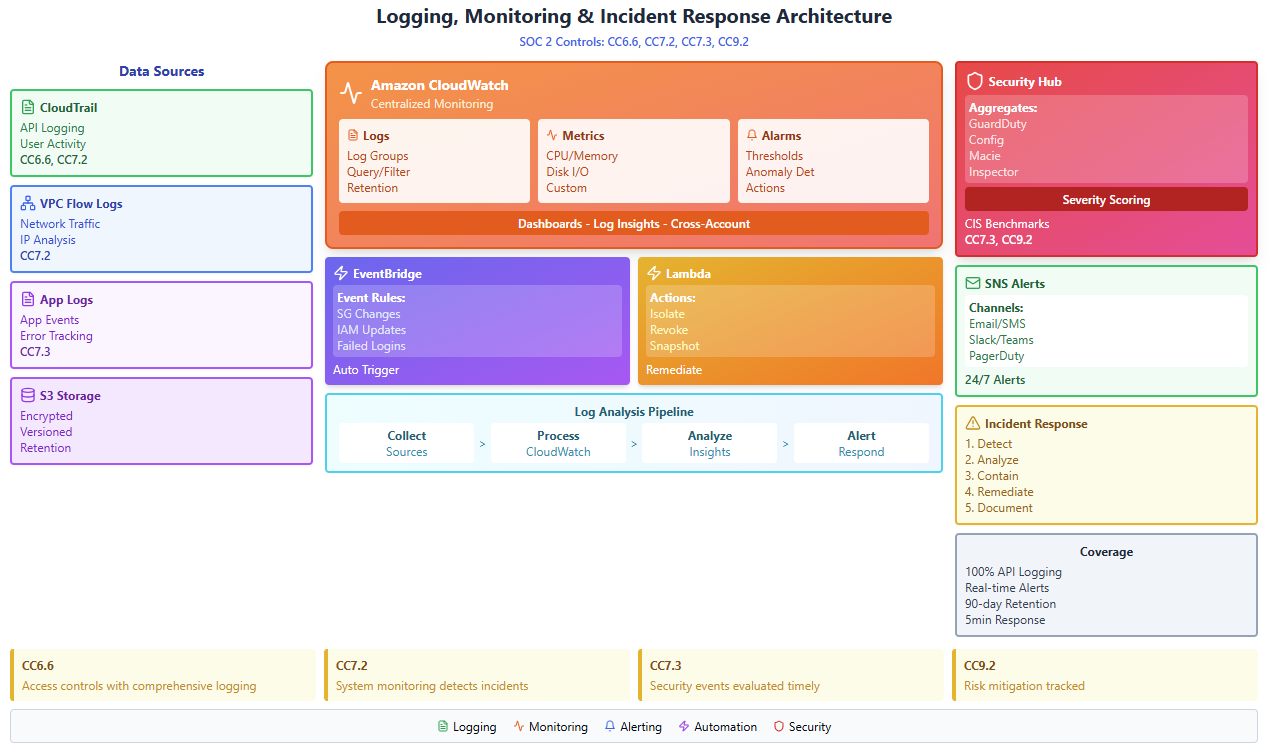 Logging, Monitoring & Incident Response Architecture
SOC 2 Controls: CC6.6, CC7.2, CC7.3, CC9.2
Data Sources
CloudTrail
API Logging
User Activity
CC6.6, CC7.2
VPC Flow Logs
Network Traffic
IP Analysis
CC7.2
App Logs
App Events
Error Tracking
CC7.3
S3 Storage
Encrypted
Versioned
Retention
Amazon CloudWatch
Centralized Monitoring
Logs
Log Groups
Query/Filter
Retention
Metrics
CPU/Memory
Disk I/O
Custom
Alarms
Thresholds
Anomaly Det
Actions
Dashboards - Log Insights - Cross-Account
EventBridge
Event Rules:
SG Changes
IAM Updates
Failed Logins
Auto Trigger
Lambda
Actions:
Isolate
Revoke
Snapshot
Remediate
Log Analysis Pipeline
Collect
Sources
>
Process
CloudWatch
>
Analyze
Insights
>
Alert
Respond
Security Hub
Aggregates:
GuardDuty
Config
Macie
Inspector
Severity Scoring
CIS Benchmarks
CC7.3, CC9.2
SNS Alerts
Channels:
Email/SMS
Slack/Teams
PagerDuty
24/7 Alerts
Incident Response
1. Detect
2. Analyze
3. Contain
4. Remediate
5. Document
Coverage
100% API Logging
Real-time Alerts
90-day Retention
5min Response
CC6.6
Access controls with comprehensive logging
CC7.2
System monitoring detects incidents
CC7.3
Security events evaluated timely
CC9.2
Risk mitigation tracked
Logging
Monitoring
Alerting
Automation
Security